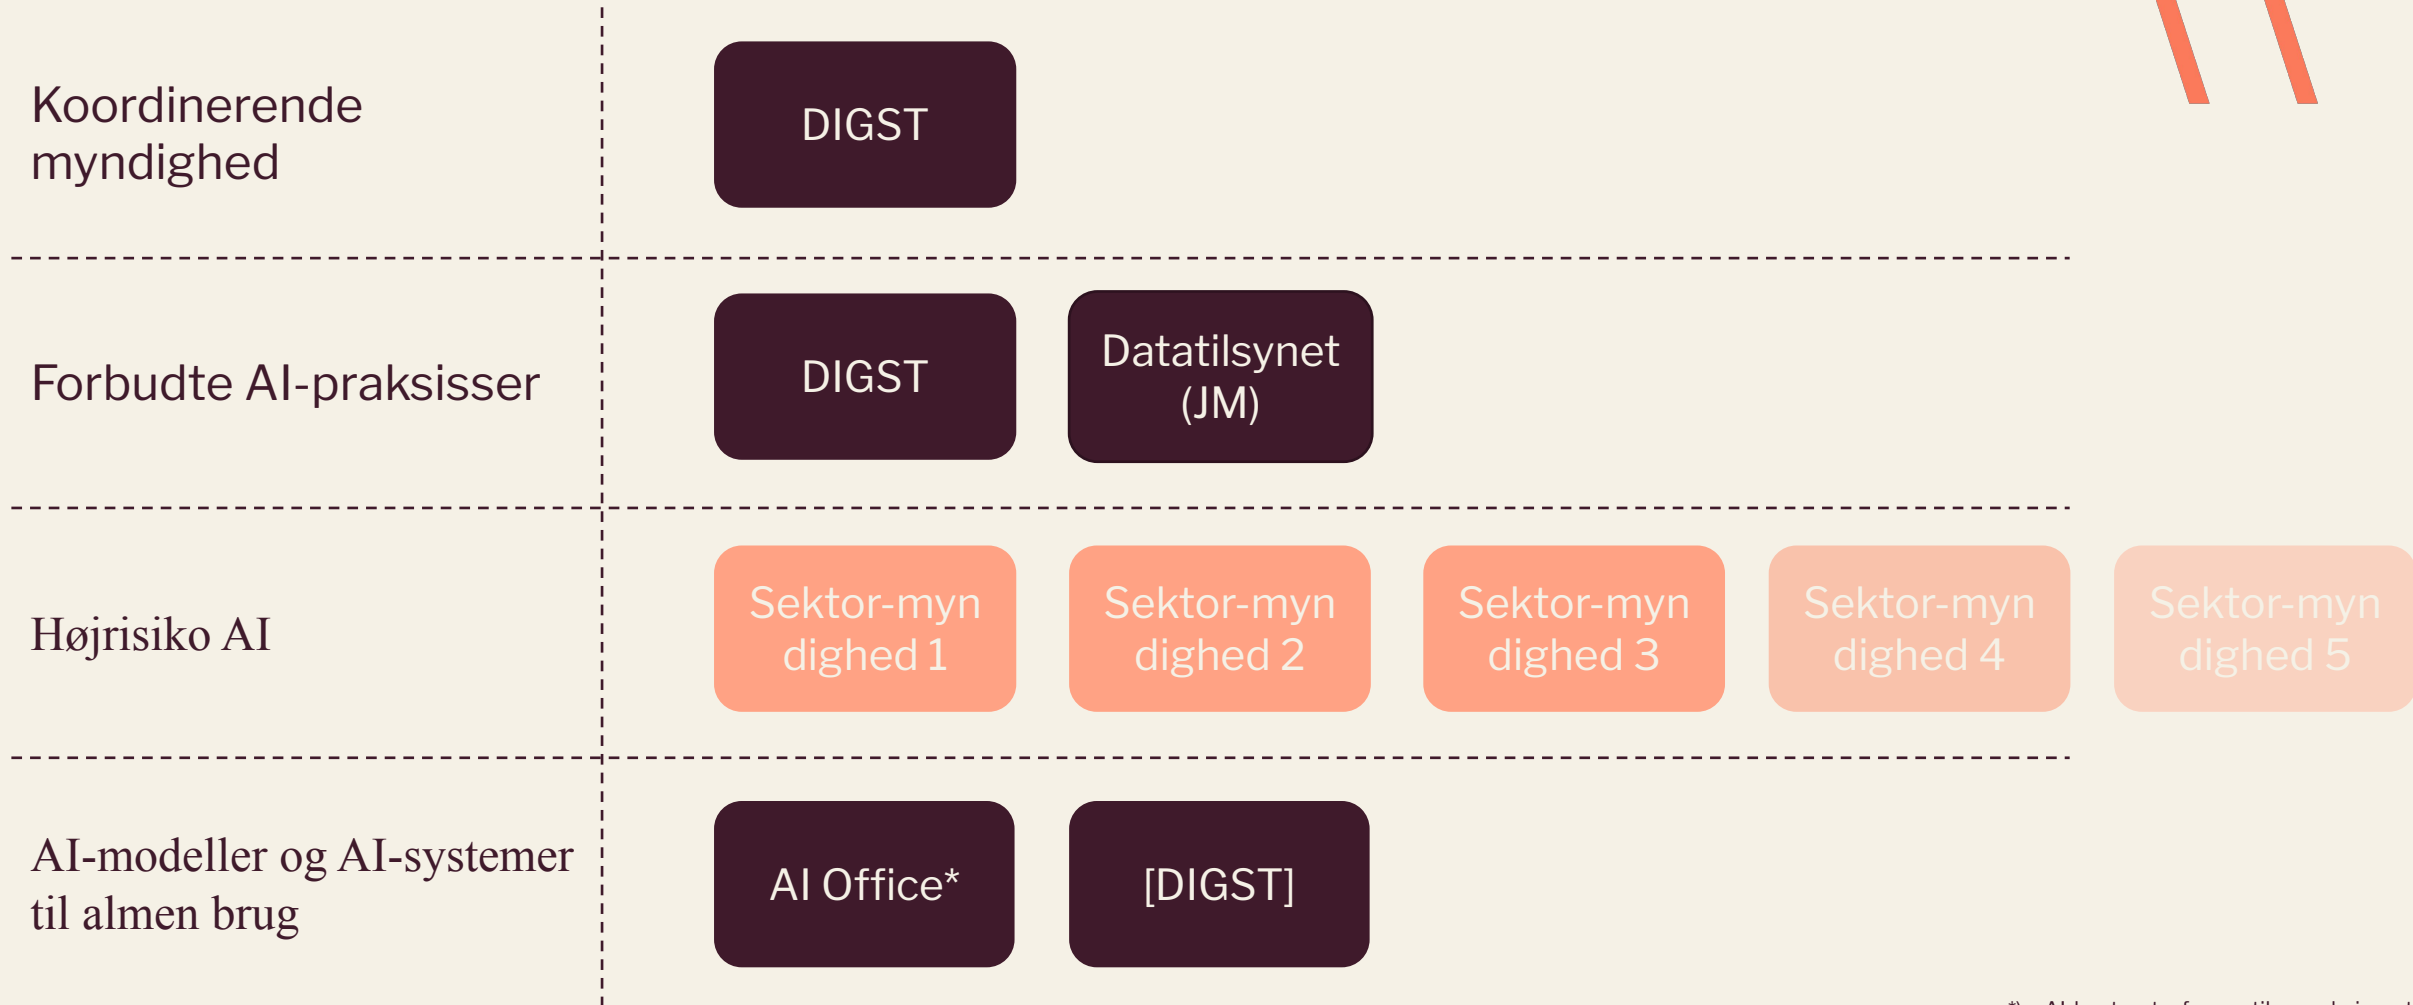 Koordinerende
myndighed
DIGST
Forbudte AI-praksisser
DIGST
Datatilsynet
(JM)
Højrisiko AI
Sektor-myn
dighed 1
Sektor-myn
dighed 2
Sektor-myn
dighed 3
Sektor-myn
dighed 4
Sektor-myn
dighed 5
AI-modeller og AI-systemer
til almen brug
AI Office*
[DIGST]